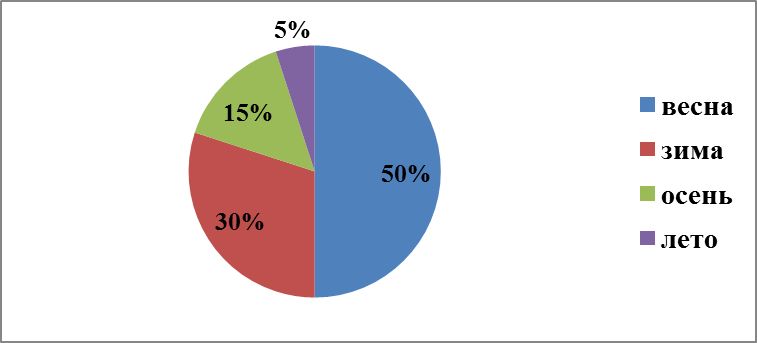 5%
15%
50%
30%
весна
зима
осень
лето